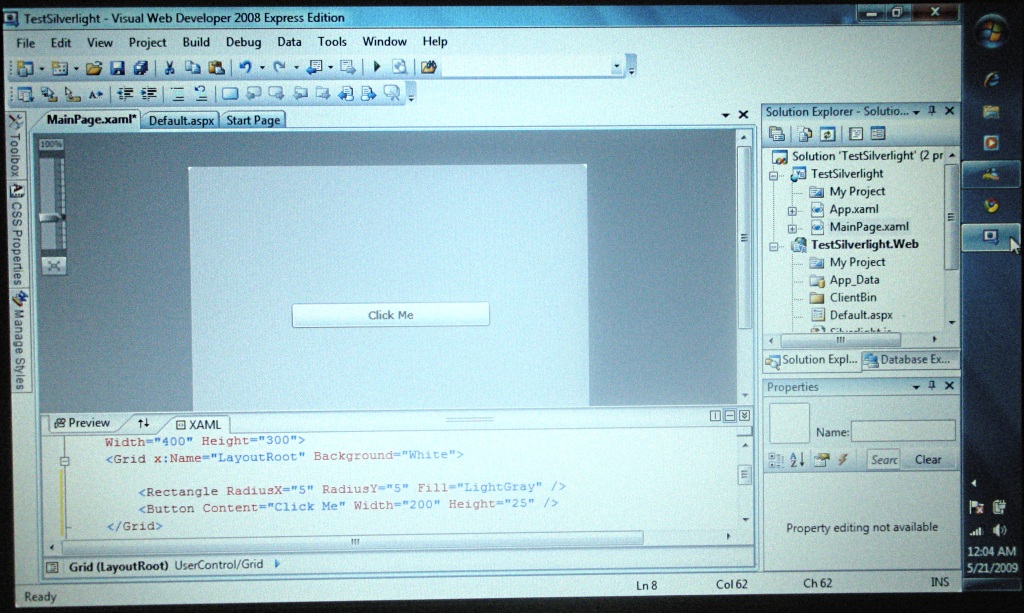 TestSilverlight - Visual Web Developer 2008 Express Edition
File Edit View Project Build Debug Data Tools Window Help
MainPage.xaml* Default.aspx Start Page
100%
Toolbox
CSS Properties
Manage Styles
Click Me
Preview XAML
Width="400" Height="300">
<Grid x:Name="LayoutRoot" Background="White">
<Rectangle RadiusX="5" RadiusY="5" Fill="LightGray" />
<Button Content="Click Me" Width="200" Height="25" />
</Grid>
Grid (LayoutRoot) UserControl/Grid
Solution Explorer - Solutio...
Solution 'TestSilverlight' (2 pr
TestSilverlight
My Project
App.xaml
MainPage.xaml
TestSilverlight.Web
My Project
App_Data
ClientBin
Default.aspx
Solution Expl... Database Ex...
Properties
Name:
Searc Clear
Property editing not available
Ready Ln 8 Col 62 Ch 62 INS
12:04 AM
5/21/2009